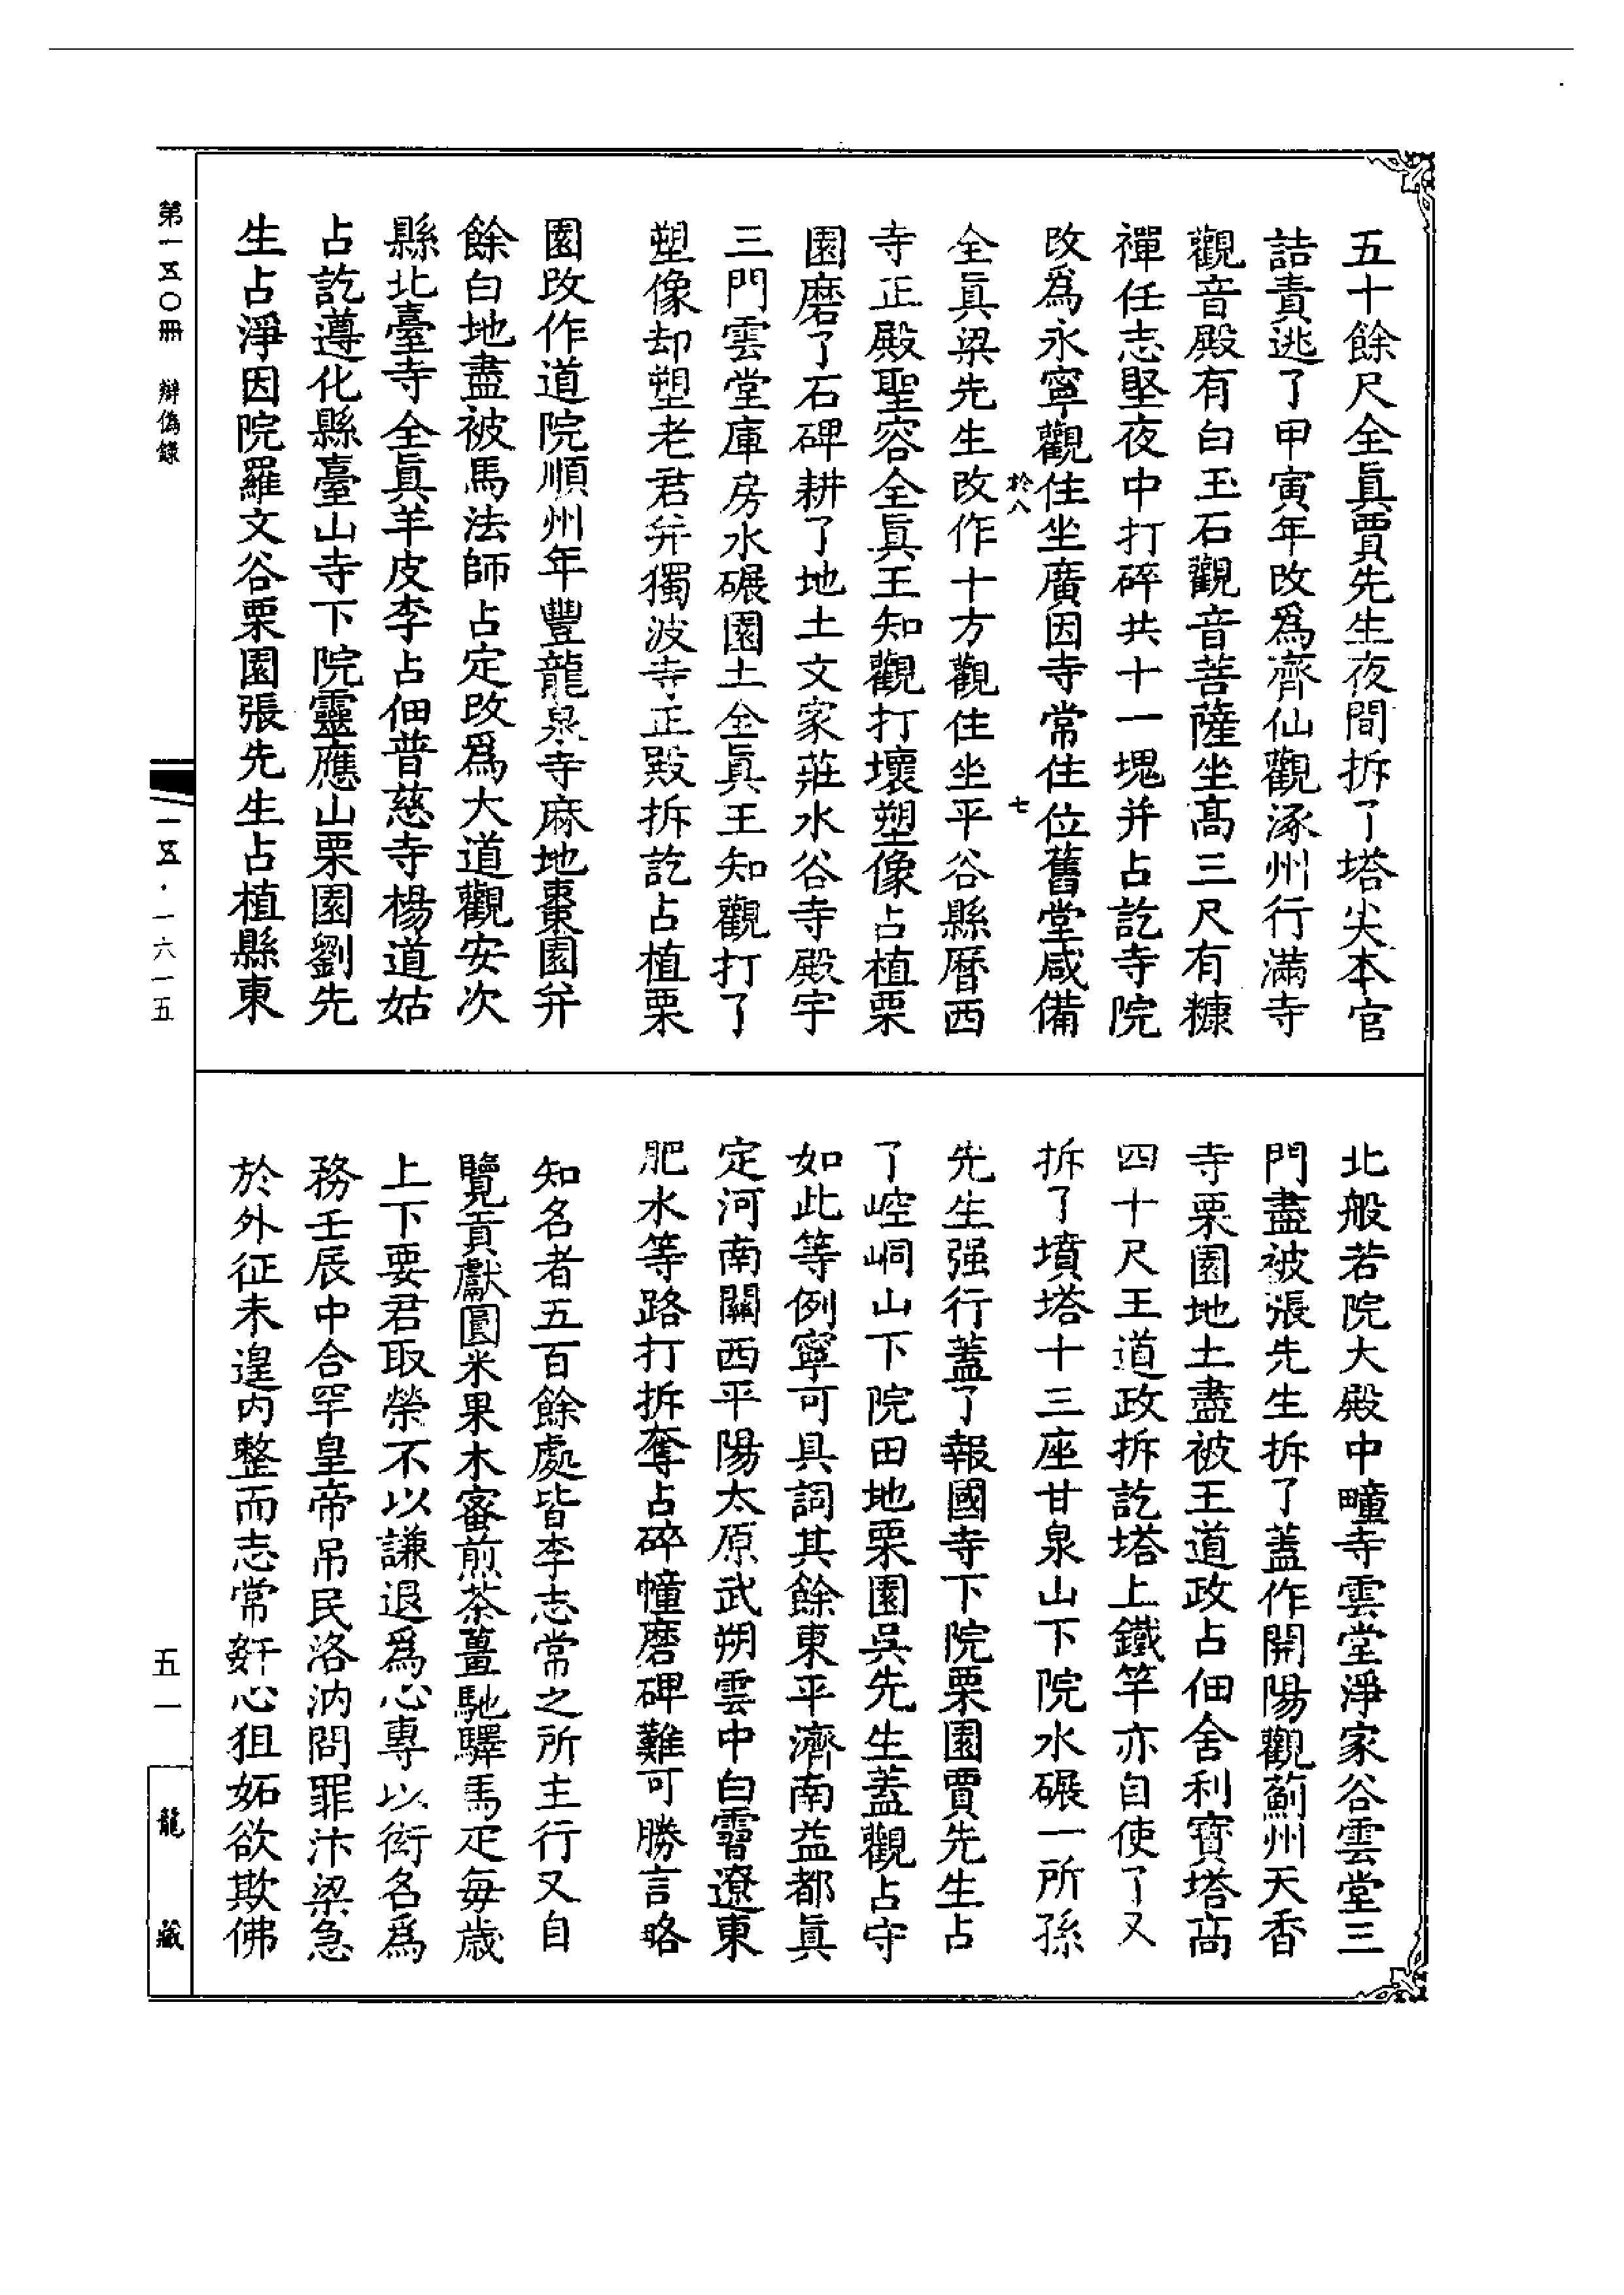 五十餘尺全眞賈先生夜間拆了塔尖本官
詰責逃了甲寅年改爲齊仙觀涿州行滿寺
觀音殿有白玉石觀音菩薩坐高三尺有糠
禪任志堅夜中打碎共十一塊并占訖寺院
改爲永寧觀住坐廣因寺常住位舊堂咸備
於八
七
全眞梁先生改作十方觀住坐平谷縣曆西
寺正殿聖容全眞王知觀打壞塑像占植栗
園磨了石碑耕了地土文家莊水谷寺殿宇
三門雲堂庫房水碾園土全眞王知觀打了
塑像却塑老君并獨波寺正殿拆訖占植栗
園改作道院順州年豐龍泉寺麻地棗園并
餘白地盡被馬法師占定改爲大道觀安次
縣北臺寺全眞羊皮李占佃普慈寺楊道姑
占訖遵化縣臺山寺下院靈應山栗園劉先
生占淨因院羅文谷栗園張先生占植縣東
北般若院大殿中疃寺雲堂淨家谷雲堂三
門盡被張先生拆了蓋作開陽觀薊州天香
寺栗園地土盡被王道政占佃舍利寶塔高
四十尺王道政拆訖塔上鐵竿亦自使了又
拆了墳塔十三座甘泉山下院水碾一所孫
先生强行蓋了報國寺下院栗園賈先生占
了崆峒山下院田地栗園吳先生蓋觀占守
如此等例寧可具詞其餘東平濟南益都眞
定河南關西平陽太原武朔雲中白霫遼東
肥水等路打拆奪占碎幢磨碑難可勝言略
知名者五百餘處皆李志常之所主行又自
覽貢獻圓米果木蜜煎茶薑馳驛馬疋每歲
上下要君取榮不以謙退爲心專以衒名爲
務壬辰中合罕皇帝吊民洛汭問罪汴梁急
於外征未遑內整而志常姧心狙妬欲欺佛
第一五〇冊 辯偽錄
一五·一六一五
五一
龍藏